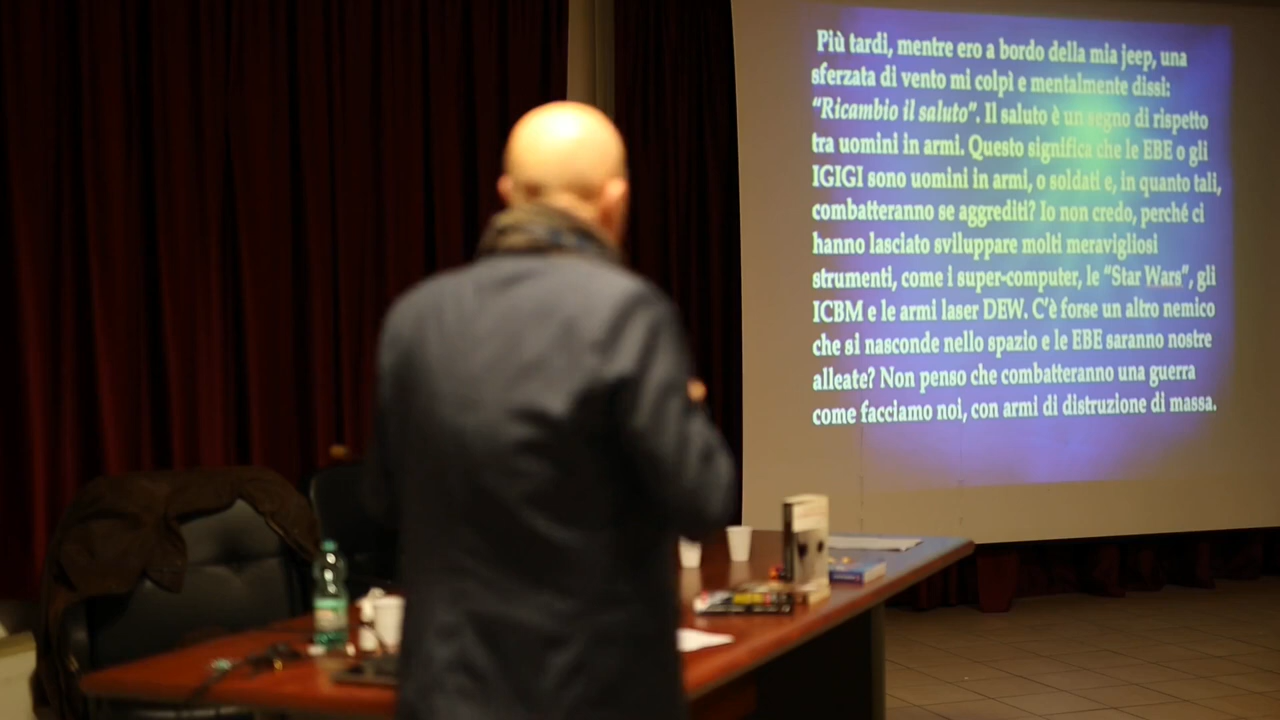 Più tardi, mentre ero a bordo della mia jeep, una
sferzata di vento mi colpì e mentalmente dissi:
“Ricambio il saluto”. Il saluto è un segno di rispetto
tra uomini in armi. Questo significa che le EBE o gli
IGIGI sono uomini in armi, o soldati e, in quanto tali,
combatteranno se aggrediti? Io non credo, perché ci
hanno lasciato sviluppare molti meravigliosi
strumenti, come i super-computer, le “Star Wars”, gli
ICBM e le armi laser DEW. C’è forse un altro nemico
che si nasconde nello spazio e le EBE saranno nostre
alleate? Non penso che combatteranno una guerra
come facciamo noi, con armi di distruzione di massa.